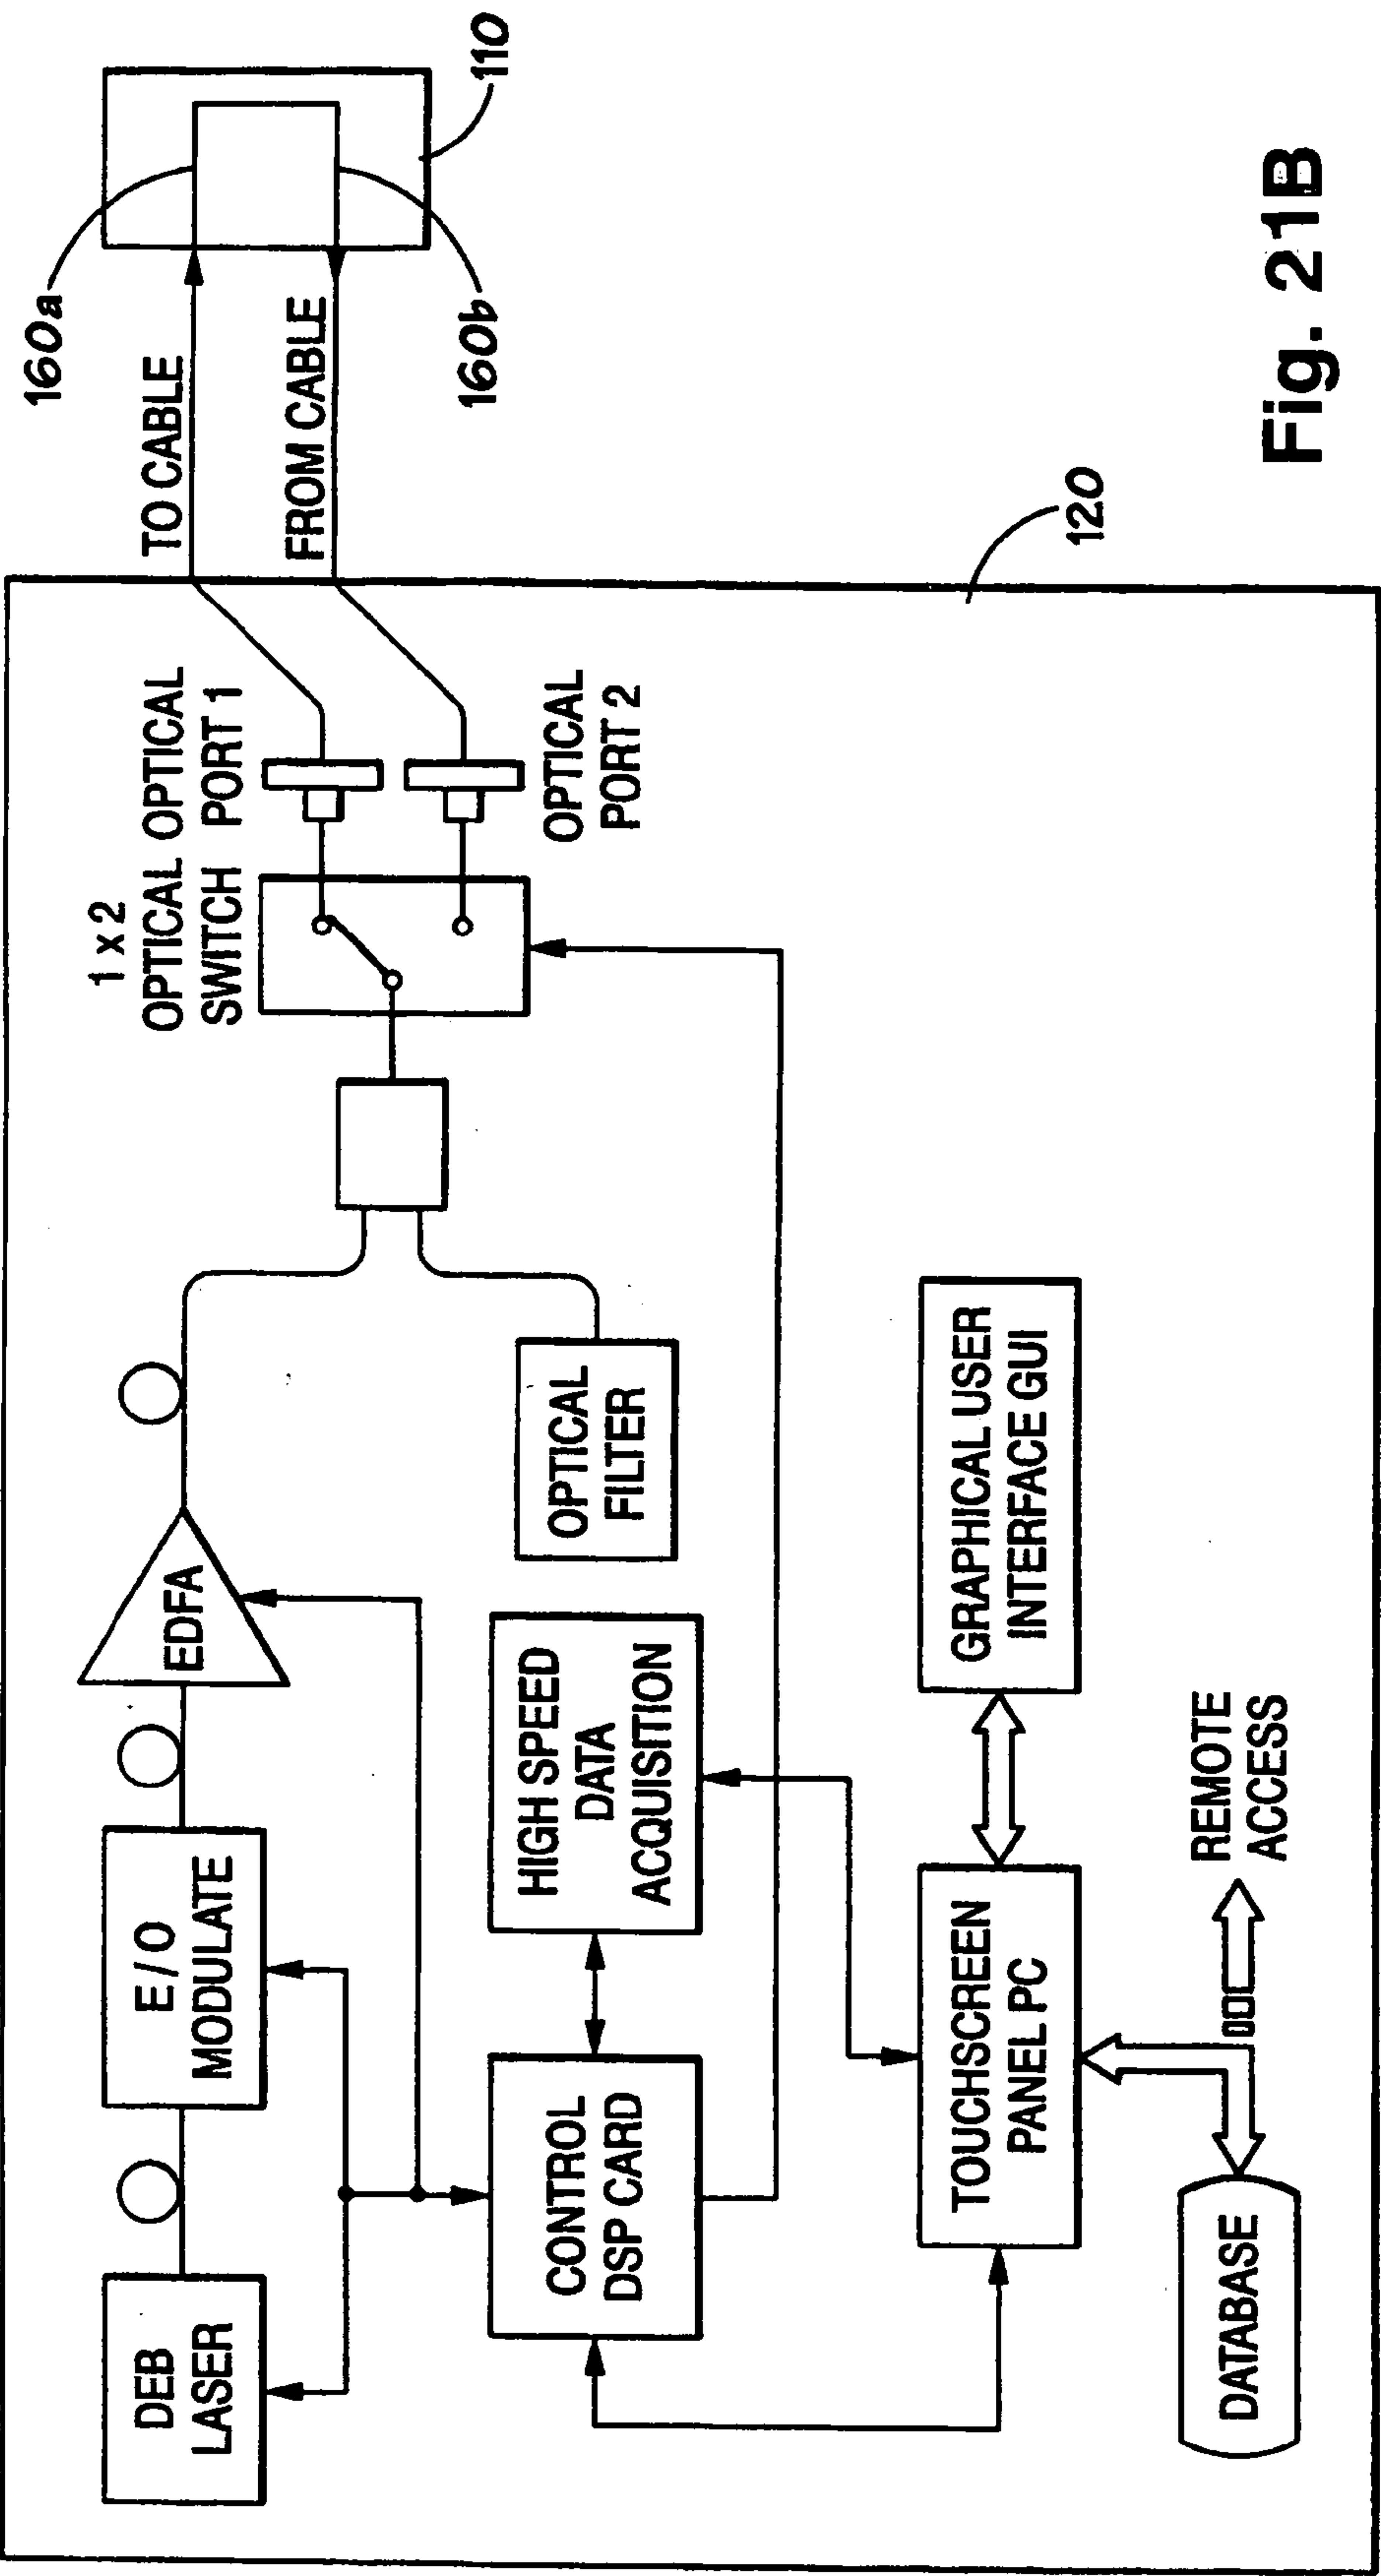 DEB
LASER
E/O
MODULATE
EDFA
1 x 2
OPTICAL OPTICAL
SWITCH PORT 1
OPTICAL
PORT 2
TO CABLE
FROM CABLE
160a
160b
110
120
OPTICAL
FILTER
CONTROL
DSP CARD
HIGH SPEED
DATA
ACQUISITION
TOUCHSCREEN
PANEL PC
GRAPHICAL USER
INTERFACE GUI
DATABASE
REMOTE
ACCESS
Fig. 21B